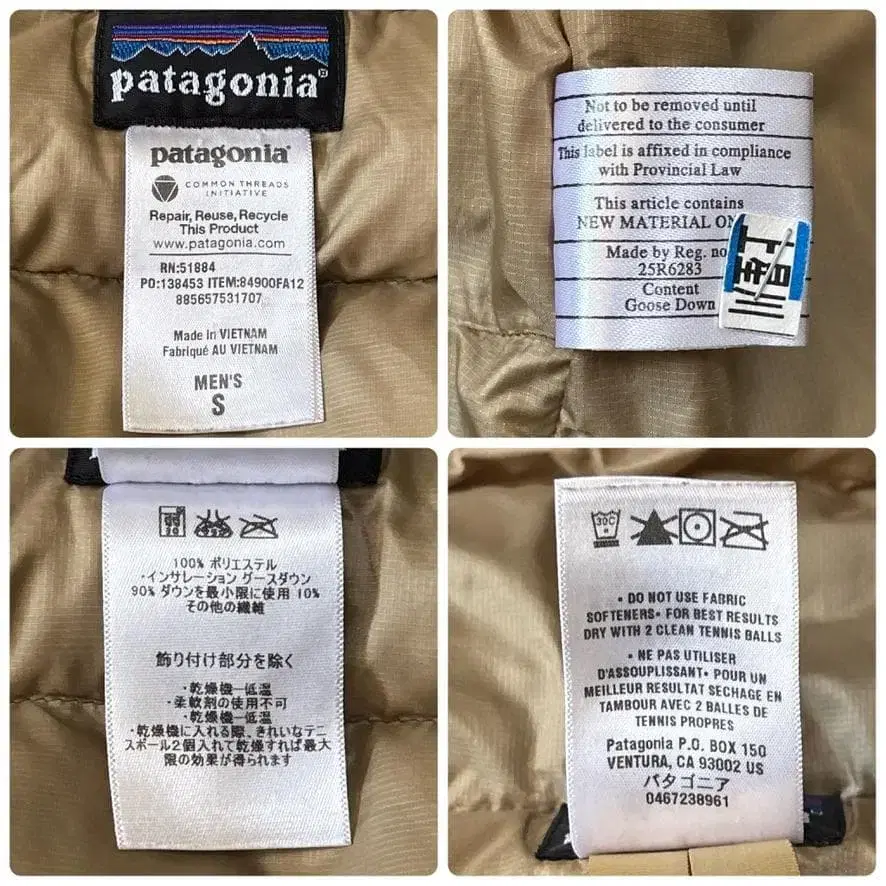 patagonia
patagonia
COMMON THREADS
INITIATIVE
Repair, Reuse, Recycle
This Product
www.patagonia.com
RN:51884
PO:138453 ITEM:84900FA12
885657531707
Made in VIETNAM
Fabriqué AU VIETNAM
MEN'S
S
Not to be removed until
delivered to the consumer
This label is affixed in compliance
with Provincial Law
This article contains
NEW MATERIAL
Made by Reg. no
25R6283
Content
Goose Down
100% ポリエステル
・インサレーション グースダウン
90% ダウンを最小限に使用 10%
その他の繊維
飾り付け部分を除く
・乾燥機ー低温
・柔軟剤の使用不可
・乾燥機ー低温
・乾燥機に入れる際、きれいなテニ
スボール2個入れて乾燥すれば最大
限の効果が得られます
30C
• DO NOT USE FABRIC
SOFTENERS• FOR BEST RESULTS
DRY WITH 2 CLEAN TENNIS BALLS
• NE PAS UTILISER
D'ASSOUPLISSANT• POUR UN
MEILLEUR RESULTAT SECHAGE EN
TAMBOUR AVEC 2 BALLES DE
TENNIS PROPRES
Patagonia P.O. BOX 150
VENTURA, CA 93002 US
パタゴニア
0467238961